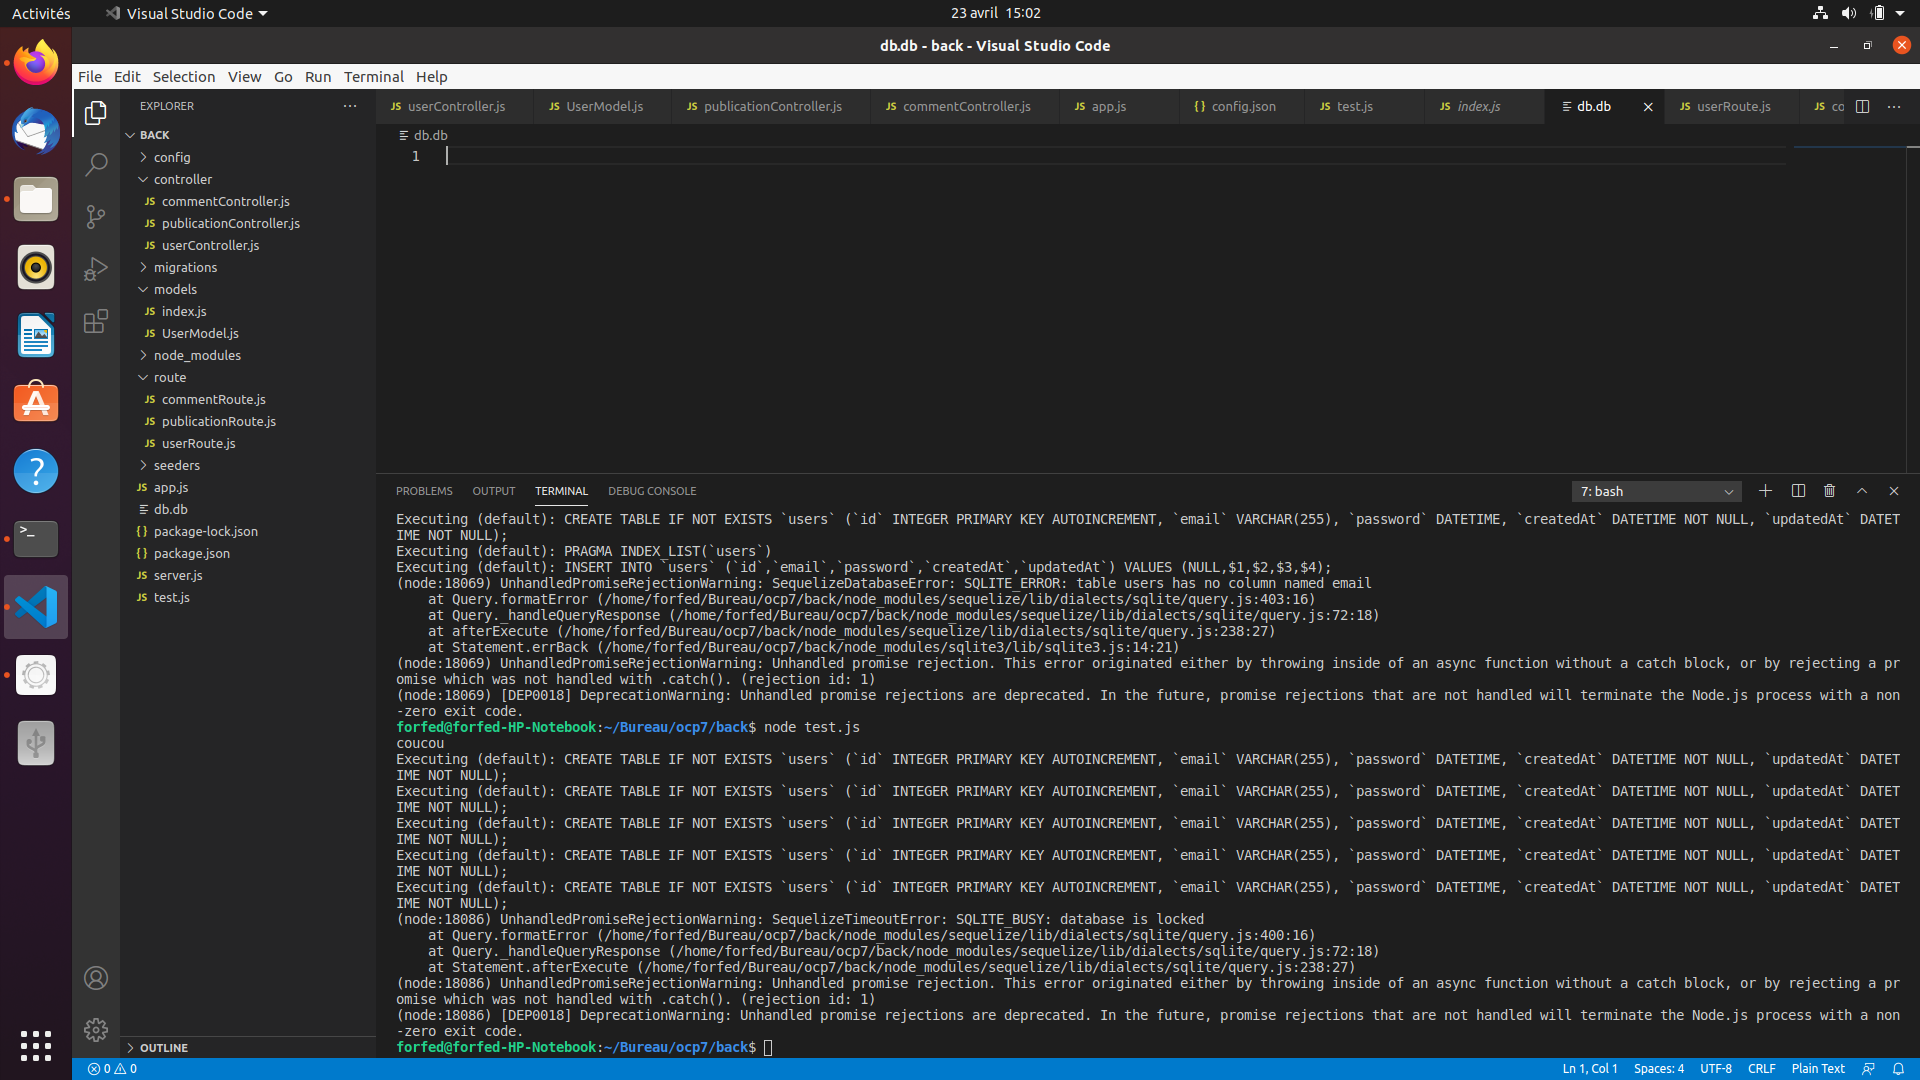 Activités
Visual Studio Code
23 avril 15:02
db.db - back - Visual Studio Code
File Edit Selection View Go Run Terminal Help
EXPLORER
BACK
config
controller
JS commentController.js
JS publicationController.js
JS userController.js
migrations
models
JS index.js
JS UserModel.js
node_modules
route
JS commentRoute.js
JS publicationRoute.js
JS userRoute.js
seeders
JS app.js
db.db
{} package-lock.json
{} package.json
JS server.js
JS test.js
OUTLINE
JS userController.js JS UserModel.js JS publicationController.js JS commentController.js JS app.js {} config.json JS test.js JS index.js db.db JS userRoute.js JS co
db.db
1
PROBLEMS OUTPUT TERMINAL DEBUG CONSOLE
7: bash
Executing (default): CREATE TABLE IF NOT EXISTS `users` (`id` INTEGER PRIMARY KEY AUTOINCREMENT, `email` VARCHAR(255), `password` DATETIME, `createdAt` DATETIME NOT NULL, `updatedAt` DATET
IME NOT NULL);
Executing (default): PRAGMA INDEX_LIST(`users`)
Executing (default): INSERT INTO `users` (`id`,`email`,`password`,`createdAt`,`updatedAt`) VALUES (NULL,$1,$2,$3,$4);
(node:18069) UnhandledPromiseRejectionWarning: SequelizeDatabaseError: SQLITE_ERROR: table users has no column named email
at Query.formatError (/home/forfed/Bureau/ocp7/back/node_modules/sequelize/lib/dialects/sqlite/query.js:403:16)
at Query._handleQueryResponse (/home/forfed/Bureau/ocp7/back/node_modules/sequelize/lib/dialects/sqlite/query.js:72:18)
at afterExecute (/home/forfed/Bureau/ocp7/back/node_modules/sequelize/lib/dialects/sqlite/query.js:238:27)
at Statement.errBack (/home/forfed/Bureau/ocp7/back/node_modules/sqlite3/lib/sqlite3.js:14:21)
(node:18069) UnhandledPromiseRejectionWarning: Unhandled promise rejection. This error originated either by throwing inside of an async function without a catch block, or by rejecting a pr
omise which was not handled with .catch(). (rejection id: 1)
(node:18069) [DEP0018] DeprecationWarning: Unhandled promise rejections are deprecated. In the future, promise rejections that are not handled will terminate the Node.js process with a non
-zero exit code.
forfed@forfed-HP-Notebook:~/Bureau/ocp7/back$ node test.js
coucou
Executing (default): CREATE TABLE IF NOT EXISTS `users` (`id` INTEGER PRIMARY KEY AUTOINCREMENT, `email` VARCHAR(255), `password` DATETIME, `createdAt` DATETIME NOT NULL, `updatedAt` DATET
IME NOT NULL);
Executing (default): CREATE TABLE IF NOT EXISTS `users` (`id` INTEGER PRIMARY KEY AUTOINCREMENT, `email` VARCHAR(255), `password` DATETIME, `createdAt` DATETIME NOT NULL, `updatedAt` DATET
IME NOT NULL);
Executing (default): CREATE TABLE IF NOT EXISTS `users` (`id` INTEGER PRIMARY KEY AUTOINCREMENT, `email` VARCHAR(255), `password` DATETIME, `createdAt` DATETIME NOT NULL, `updatedAt` DATET
IME NOT NULL);
Executing (default): CREATE TABLE IF NOT EXISTS `users` (`id` INTEGER PRIMARY KEY AUTOINCREMENT, `email` VARCHAR(255), `password` DATETIME, `createdAt` DATETIME NOT NULL, `updatedAt` DATET
IME NOT NULL);
Executing (default): CREATE TABLE IF NOT EXISTS `users` (`id` INTEGER PRIMARY KEY AUTOINCREMENT, `email` VARCHAR(255), `password` DATETIME, `createdAt` DATETIME NOT NULL, `updatedAt` DATET
IME NOT NULL);
(node:18086) UnhandledPromiseRejectionWarning: SequelizeTimeoutError: SQLITE_BUSY: database is locked
at Query.formatError (/home/forfed/Bureau/ocp7/back/node_modules/sequelize/lib/dialects/sqlite/query.js:400:16)
at Query._handleQueryResponse (/home/forfed/Bureau/ocp7/back/node_modules/sequelize/lib/dialects/sqlite/query.js:72:18)
at Statement.afterExecute (/home/forfed/Bureau/ocp7/back/node_modules/sequelize/lib/dialects/sqlite/query.js:238:27)
(node:18086) UnhandledPromiseRejectionWarning: Unhandled promise rejection. This error originated either by throwing inside of an async function without a catch block, or by rejecting a pr
omise which was not handled with .catch(). (rejection id: 1)
(node:18086) [DEP0018] DeprecationWarning: Unhandled promise rejections are deprecated. In the future, promise rejections that are not handled will terminate the Node.js process with a non
-zero exit code.
forfed@forfed-HP-Notebook:~/Bureau/ocp7/back$
0 0
Ln 1, Col 1 Spaces: 4 UTF-8 CRLF Plain Text